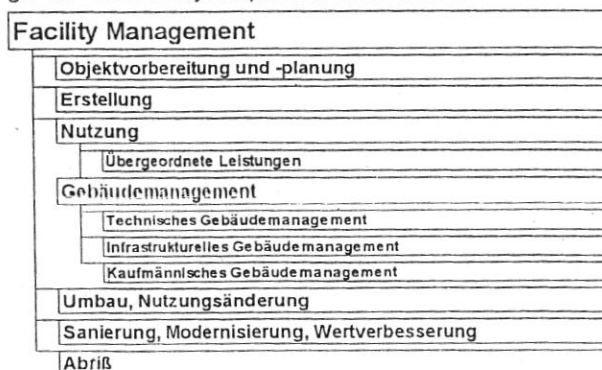 Facility Management
Objektvorbereitung und -planung
Erstellung
Nutzung
Übergeordnete Leistungen
Gebäudemanagement
Technisches Gebäudemanagement
Infrastrukturelles Gebäudemanagement
Kaufmännisches Gebäudemanagement
Umbau, Nutzungsänderung
Sanierung, Modernisierung, Wertverbesserung
Abriß